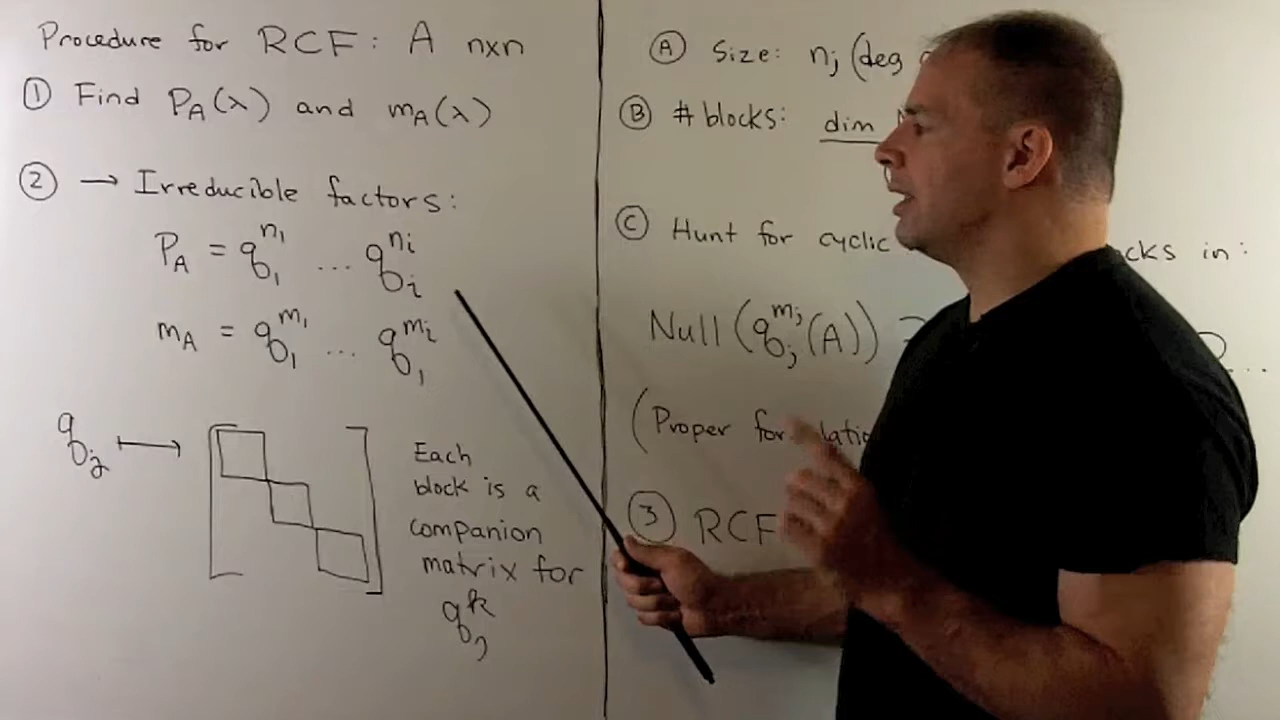 Procedure for RCF: A nxn
① Find P_A(λ) and m_A(λ)
② → Irreducible factors:
P_A = q_1^{n_1} ... q_i^{n_i}
m_A = q_1^{m_1} ... q_1^{m_i}
q_j ↦
Each
block is a
companion
matrix for
q_j^k
Ⓐ Size: n_j (deg
Ⓑ # blocks: dim
Ⓒ Hunt for cyclic in:
Null (q_j^{m_j}(A))
...
(Proper for
③ RCF